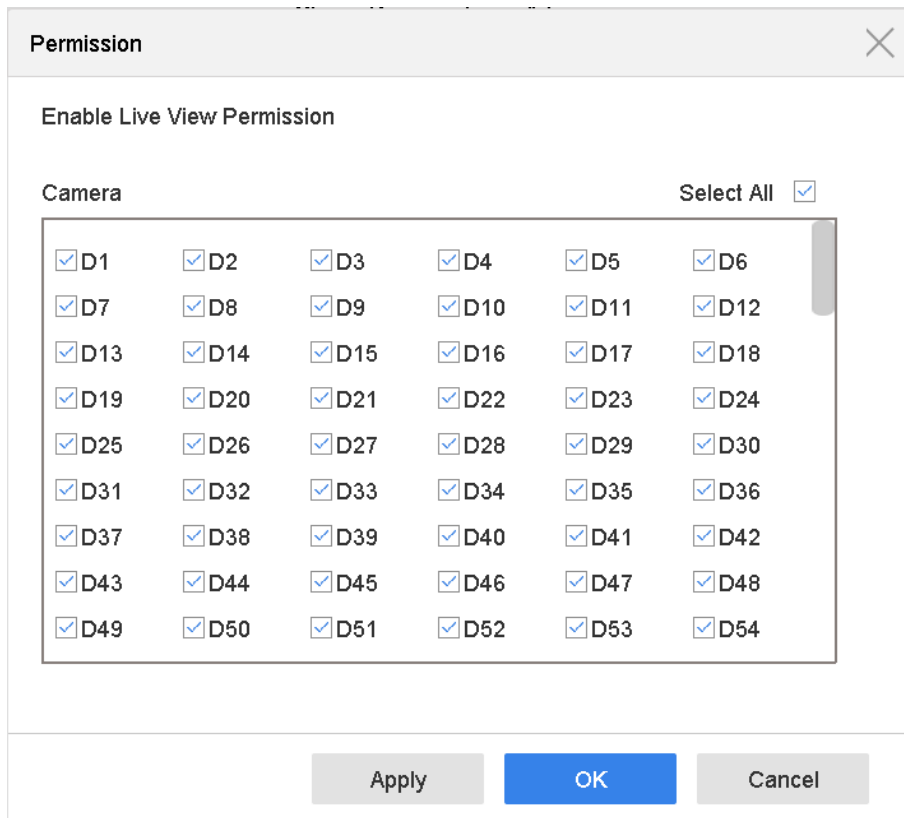 Permission
Enable Live View Permission
Camera Select All
D1 D2 D3 D4 D5 D6
D7 D8 D9 D10 D11 D12
D13 D14 D15 D16 D17 D18
D19 D20 D21 D22 D23 D24
D25 D26 D27 D28 D29 D30
D31 D32 D33 D34 D35 D36
D37 D38 D39 D40 D41 D42
D43 D44 D45 D46 D47 D48
D49 D50 D51 D52 D53 D54
Apply OK Cancel